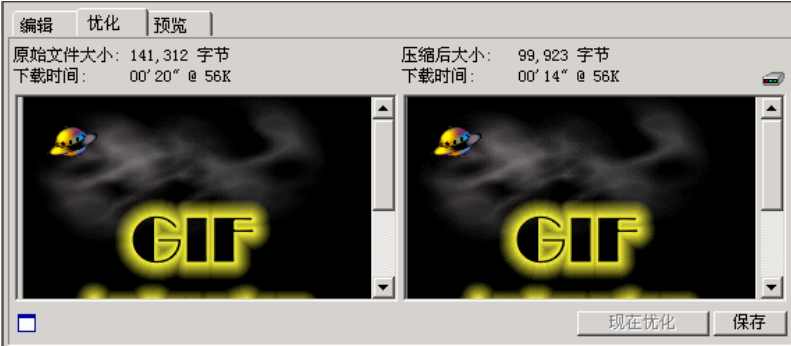 编辑 优化 预览
原始文件大小: 141,312 字节 压缩后大小: 99,923 字节
下载时间: 00'20" @ 56K 下载时间: 00'14" @ 56K
GIF GIF
现在优化 保存